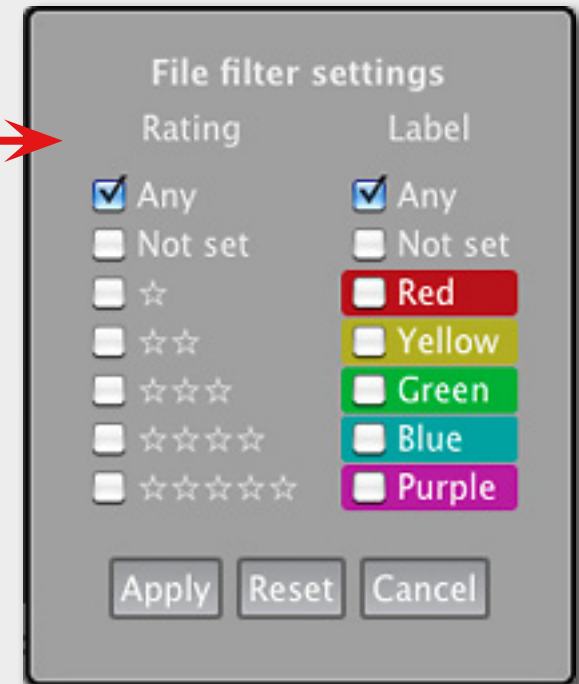 File filter settings
Rating Label
Any Any
Not set Not set
☆ Red
☆☆ Yellow
☆☆☆ Green
☆☆☆☆ Blue
☆☆☆☆☆ Purple
Apply Reset Cancel